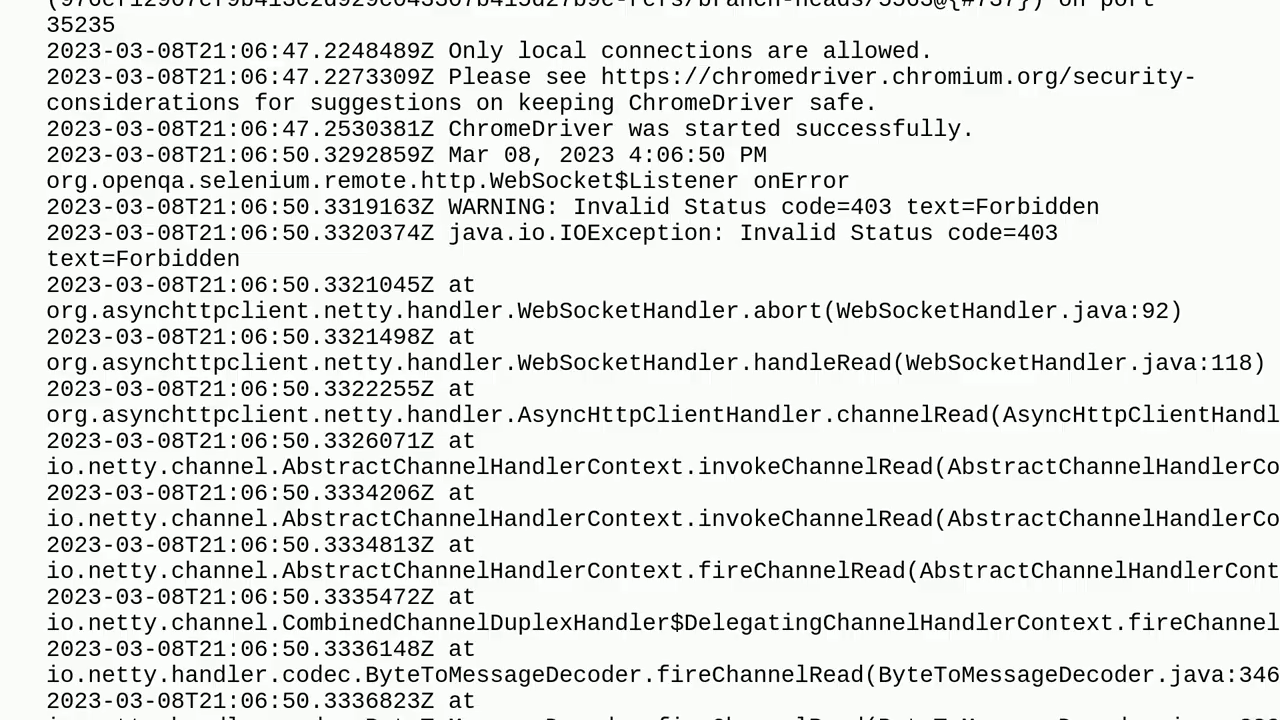 35235
2023-03-08T21:06:47.2248489Z Only local connections are allowed.
2023-03-08T21:06:47.2273309Z Please see https://chromedriver.chromium.org/security-
considerations for suggestions on keeping ChromeDriver safe.
2023-03-08T21:06:47.2530381Z ChromeDriver was started successfully.
2023-03-08T21:06:50.3292859Z Mar 08, 2023 4:06:50 PM
org.openqa.selenium.remote.http.WebSocket$Listener onError
2023-03-08T21:06:50.3319163Z WARNING: Invalid Status code=403 text=Forbidden
2023-03-08T21:06:50.3320374Z java.io.IOException: Invalid Status code=403
text=Forbidden
2023-03-08T21:06:50.3321045Z at
org.asynchttpclient.netty.handler.WebSocketHandler.abort(WebSocketHandler.java:92)
2023-03-08T21:06:50.3321498Z at
org.asynchttpclient.netty.handler.WebSocketHandler.handleRead(WebSocketHandler.java:118)
2023-03-08T21:06:50.3322255Z at
org.asynchttpclient.netty.handler.AsyncHttpClientHandler.channelRead(AsyncHttpClientHandl
2023-03-08T21:06:50.3326071Z at
io.netty.channel.AbstractChannelHandlerContext.invokeChannelRead(AbstractChannelHandlerCo
2023-03-08T21:06:50.3334206Z at
io.netty.channel.AbstractChannelHandlerContext.invokeChannelRead(AbstractChannelHandlerCo
2023-03-08T21:06:50.3334813Z at
io.netty.channel.AbstractChannelHandlerContext.fireChannelRead(AbstractChannelHandlerCont
2023-03-08T21:06:50.3335472Z at
io.netty.channel.CombinedChannelDuplexHandler$DelegatingChannelHandlerContext.fireChannel
2023-03-08T21:06:50.3336148Z at
io.netty.handler.codec.ByteToMessageDecoder.fireChannelRead(ByteToMessageDecoder.java:346
2023-03-08T21:06:50.3336823Z at